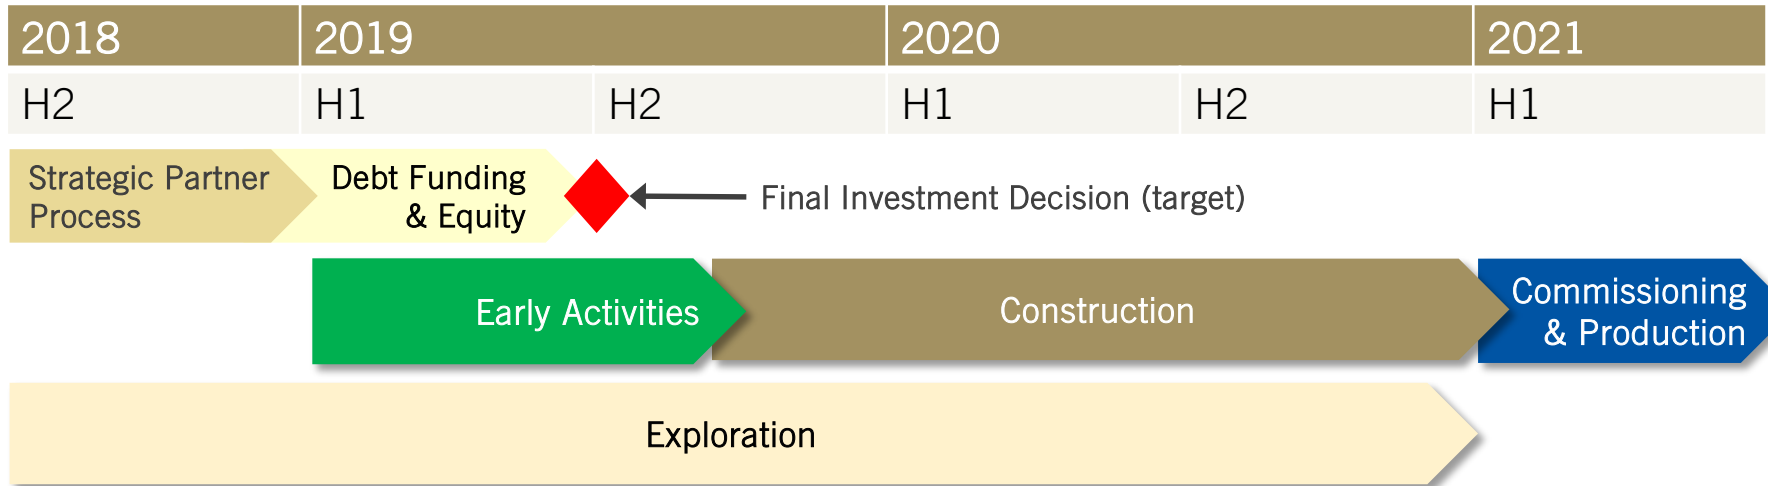 2018 2019 2020 2021
H2 H1 H2 H1 H2 H1
Strategic Partner
Process
Debt Funding
& Equity
Final Investment Decision (target)
Early Activities
Construction
Commissioning
& Production
Exploration